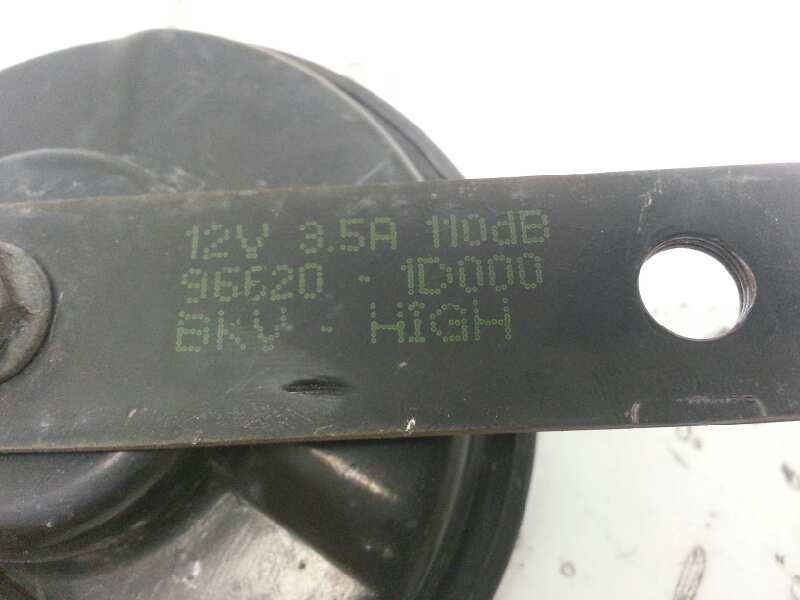 12V 3.5A 110dB
96620 - 1D000
BKV - HIGH